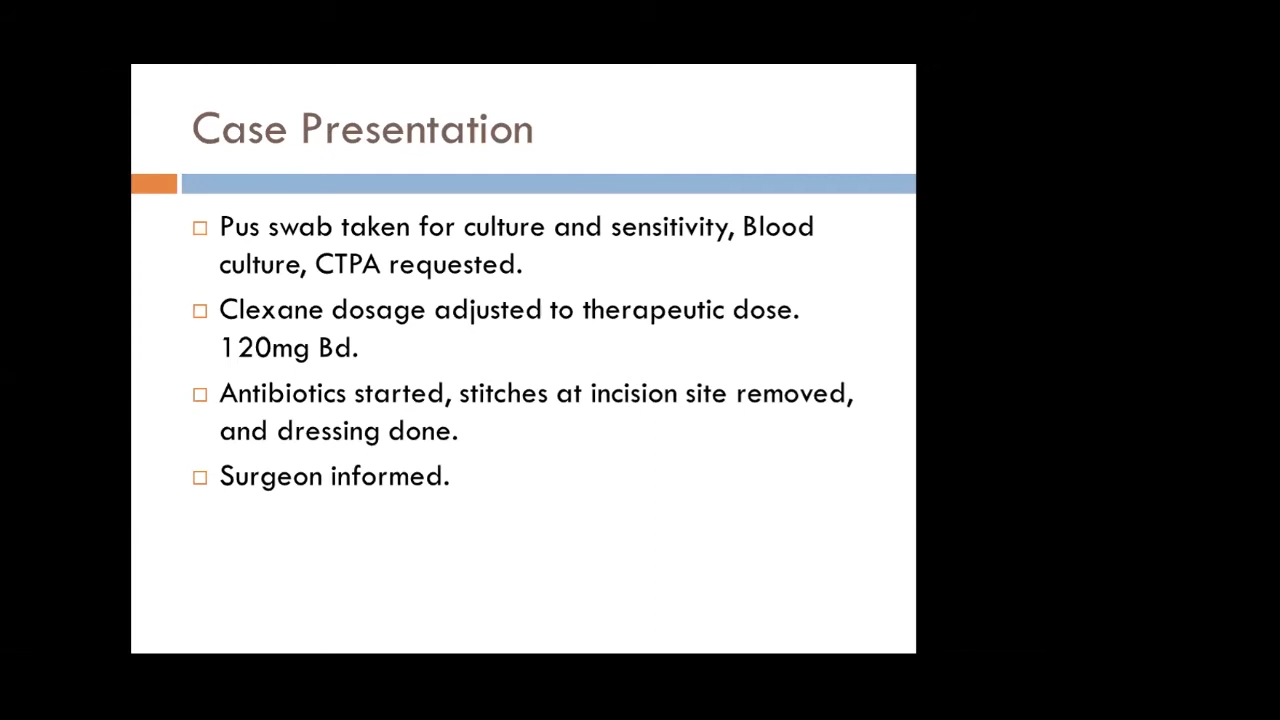 Case Presentation
Pus swab taken for culture and sensitivity, Blood
culture, CTPA requested.
Clexane dosage adjusted to therapeutic dose.
120mg Bd.
Antibiotics started, stitches at incision site removed,
and dressing done.
Surgeon informed.